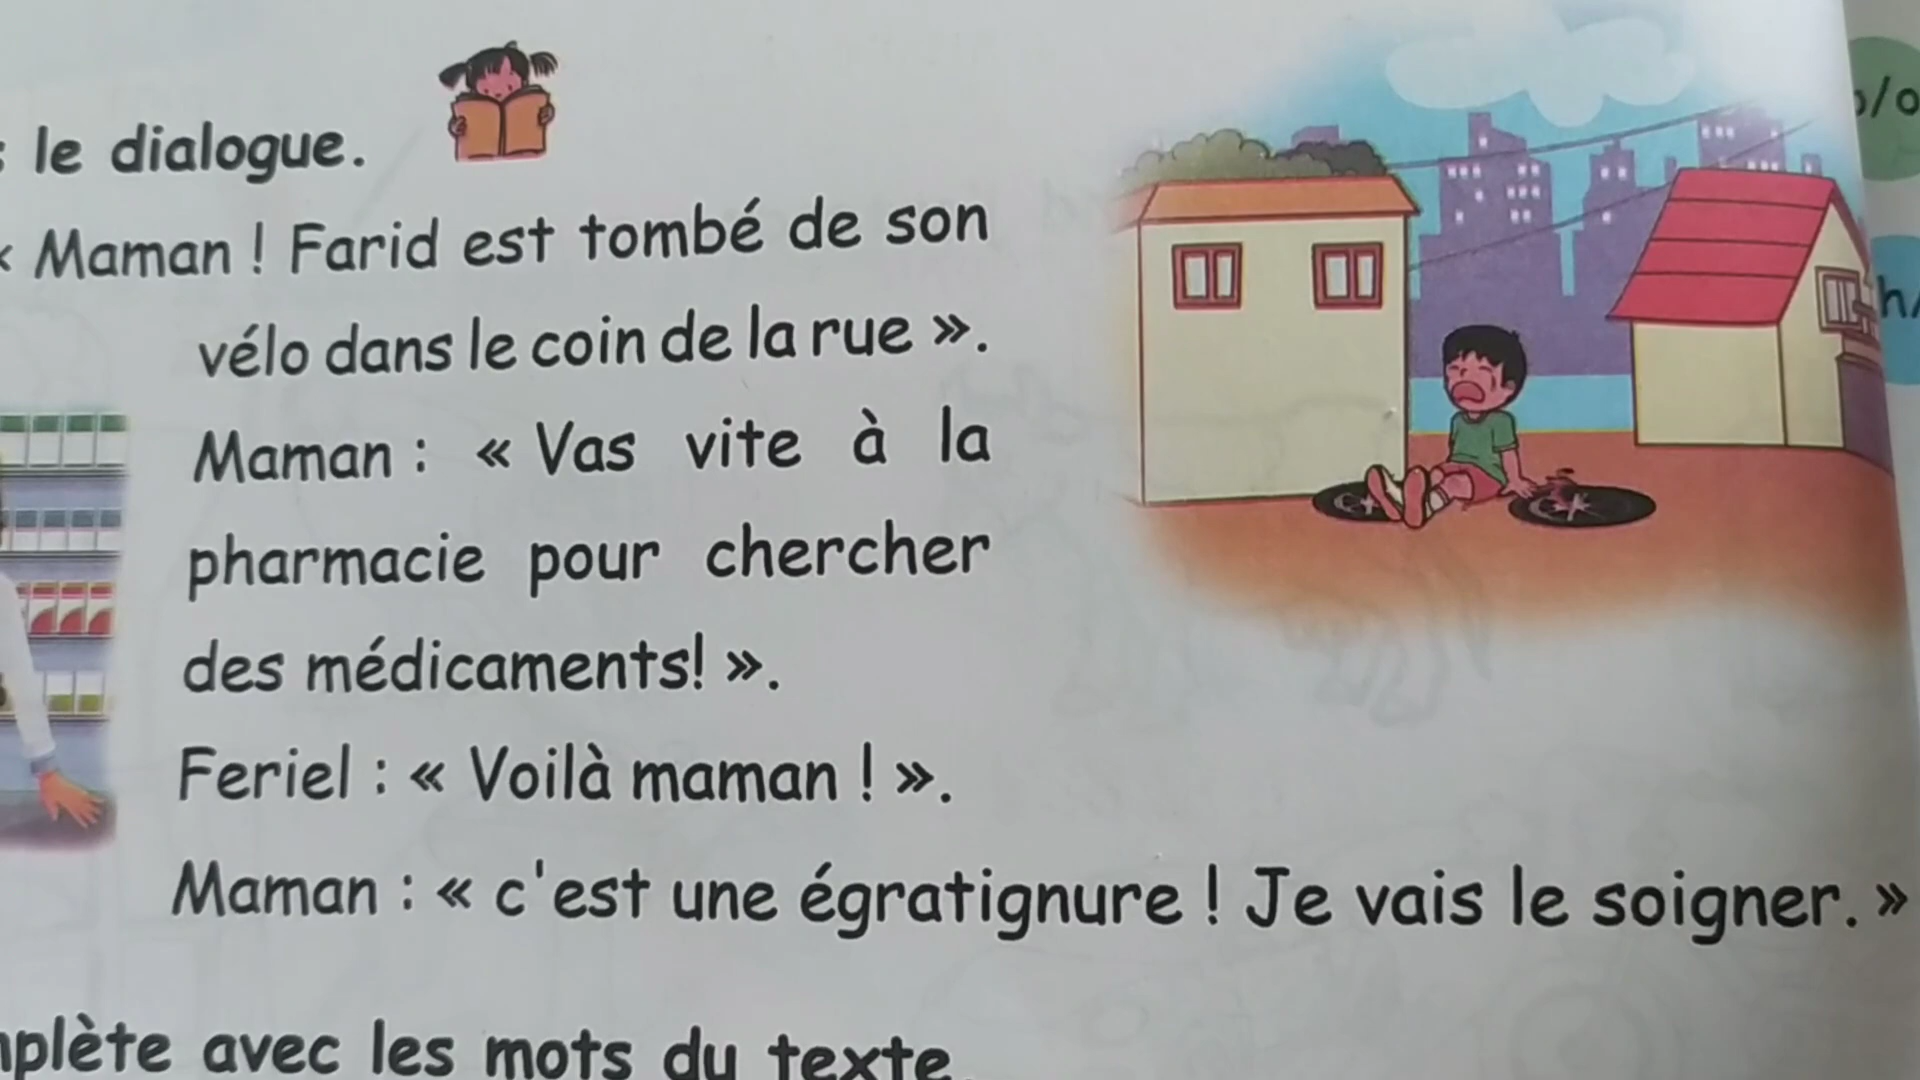 le dialogue.
« Maman ! Farid est tombé de son
vélo dans le coin de la rue ».
Maman : « Vas vite à la
pharmacie pour chercher
des médicaments! ».
Feriel : « Voilà maman ! ».
Maman : « c'est une égratignure ! Je vais le soigner. »
avec les mots du texte